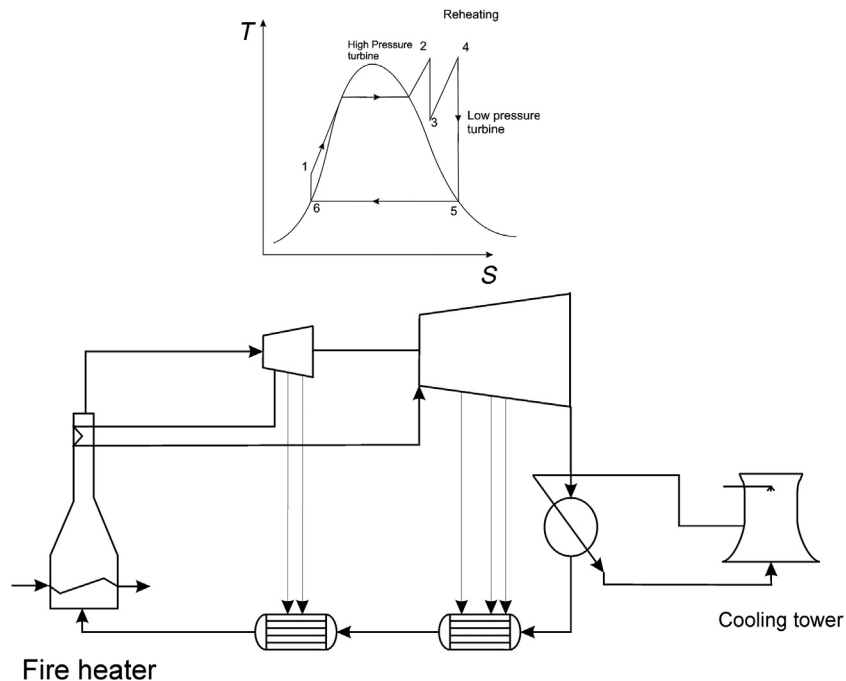 Reheating
T
High Pressure
turbine
2
4
3
Low pressure
turbine
1
6
5
S
Cooling tower
Fire heater